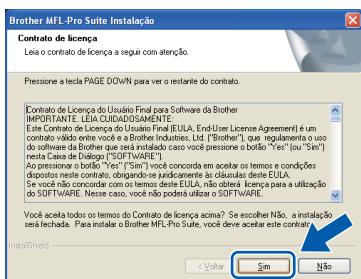 Brother MFL-Pro Suite Instalação
Contrato de licença
Leia o contrato de licença a seguir com atenção.
Pressione a tecla PAGE DOWN para ver o restante do contrato.
Contrato de Licença do Usuário Final para Software da Brother
IMPORTANTE. LEIA CUIDADOSAMENTE:
Este Contrato de Licença do Usuário Final (EULA, End-User License Agreement) é um
contrato válido entre você e a Brother Industries, Ltd. ("Brother"), que regulamenta o uso
do software da Brother que será instalado caso você pressione o botão "Yes" (ou "Sim")
nesta Caixa de Diálogo ("SOFTWARE").
Ao pressionar o botão "Yes" ("Sim") você concorda em aceitar os termos e condições
dispostos neste contrato, obrigando-se juridicamente às cláusulas deste EULA.
Se você não concordar com os termos deste EULA, não obterá licença para a utilização
do SOFTWARE. Nesse caso, você não poderá utilizar o SOFTWARE.
Você aceita todos os termos do Contrato de licença acima? Se escolher Não, a instalação
será fechada. Para instalar o Brother MFL-Pro Suite, você deve aceitar este contrato.
InstallShield
< Voltar
Sim
Não